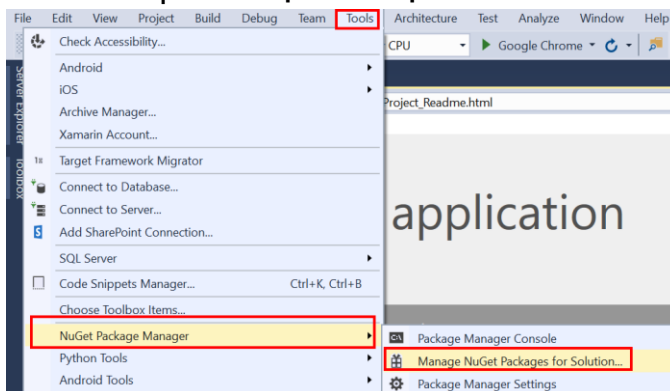 File Edit View Project Build Debug Team Tools Architecture Test Analyze Window Help
Check Accessibility... CPU Google Chrome
Android
iOS
Archive Manager... Project_Readme.html
Xamarin Account...
Target Framework Migrator
Connect to Database...
Connect to Server...
Add SharePoint Connection...
application
SQL Server
Code Snippets Manager... Ctrl+K, Ctrl+B
Choose Toolbox Items...
NuGet Package Manager
Package Manager Console
Python Tools
Manage NuGet Packages for Solution...
Android Tools
Package Manager Settings
Server Explorer
Toolbox